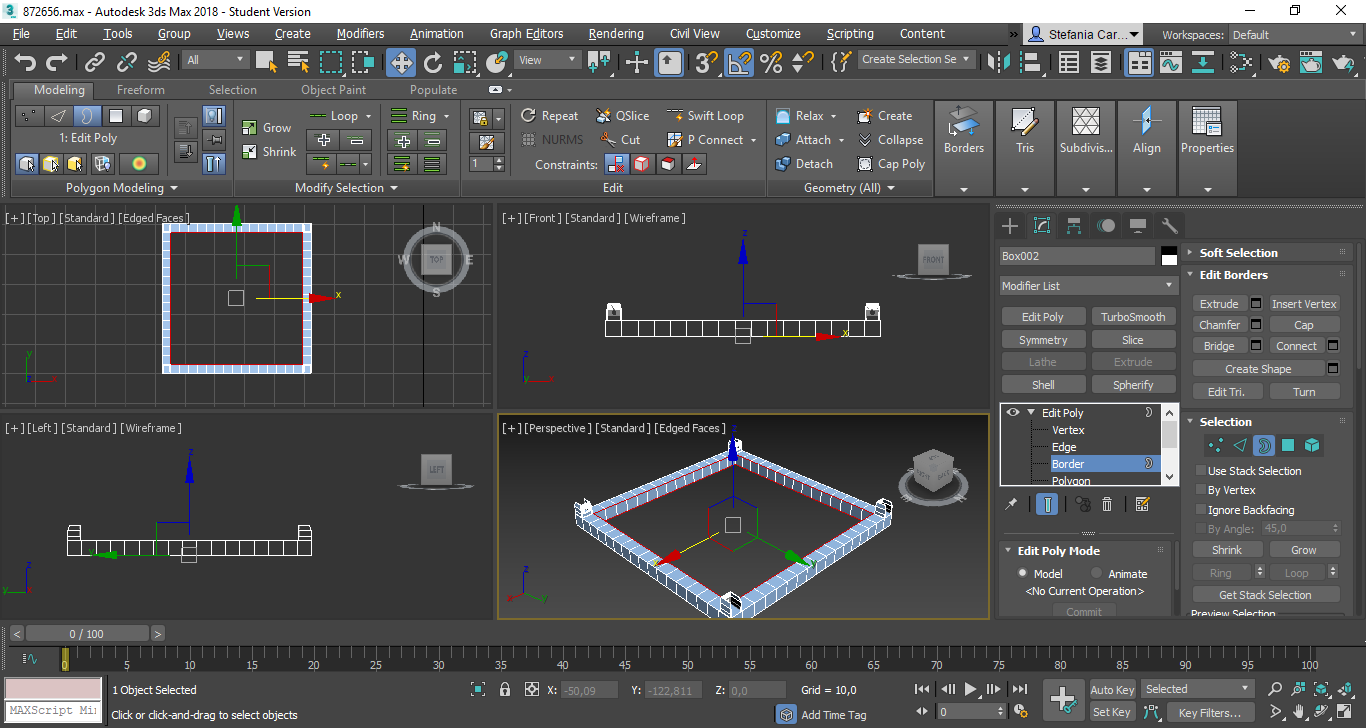 872656.max - Autodesk 3ds Max 2018 - Student Version
File Edit Tools Group Views Create Modifiers Animation Graph Editors Rendering Civil View Customize Scripting Content » Stefania Car... Workspaces: Default
All View Create Selection Se
Modeling Freeform Selection Object Paint Populate
1: Edit Poly
Polygon Modeling
Grow
Shrink
Loop
Ring
Modify Selection
1
Repeat QSlice Swift Loop
NURMS Cut P Connect
Constraints:
Edit
Relax Create
Attach Collapse
Detach Cap Poly
Geometry (All)
Borders Tris Subdivis... Align Properties
[+] [Top] [Standard] [Edged Faces]
N
W TOP E
S
x
y
z
x
[+] [Front] [Standard] [Wireframe]
FRONT
z
x
z
y
x
[+] [Left] [Standard] [Wireframe]
LEFT
z
y
z
y
[+] [Perspective] [Standard] [Edged Faces]
z
z
x
y
Box002
Modifier List
Edit Poly TurboSmooth
Symmetry Slice
Lathe Extrude
Shell Spherify
Edit Poly
Vertex
Edge
Border
Polygon
Edit Poly Mode
Model Animate
<No Current Operation>
Commit
Soft Selection
Edit Borders
Extrude Insert Vertex
Chamfer Cap
Bridge Connect
Create Shape
Edit Tri. Turn
Selection
Use Stack Selection
By Vertex
Ignore Backfacing
By Angle: 45,0
Shrink Grow
Ring Loop
Get Stack Selection
Preview Selection
< 0 / 100 >
0 5 10 15 20 25 30 35 40 45 50 55 60 65 70 75 80 85 90 95 100
1 Object Selected X: -50,09 Y: -122,811 Z: 0,0 Grid = 10,0 Auto Key Selected
MAXScript Mi Click or click-and-drag to select objects Add Time Tag 0 Set Key Key Filters...